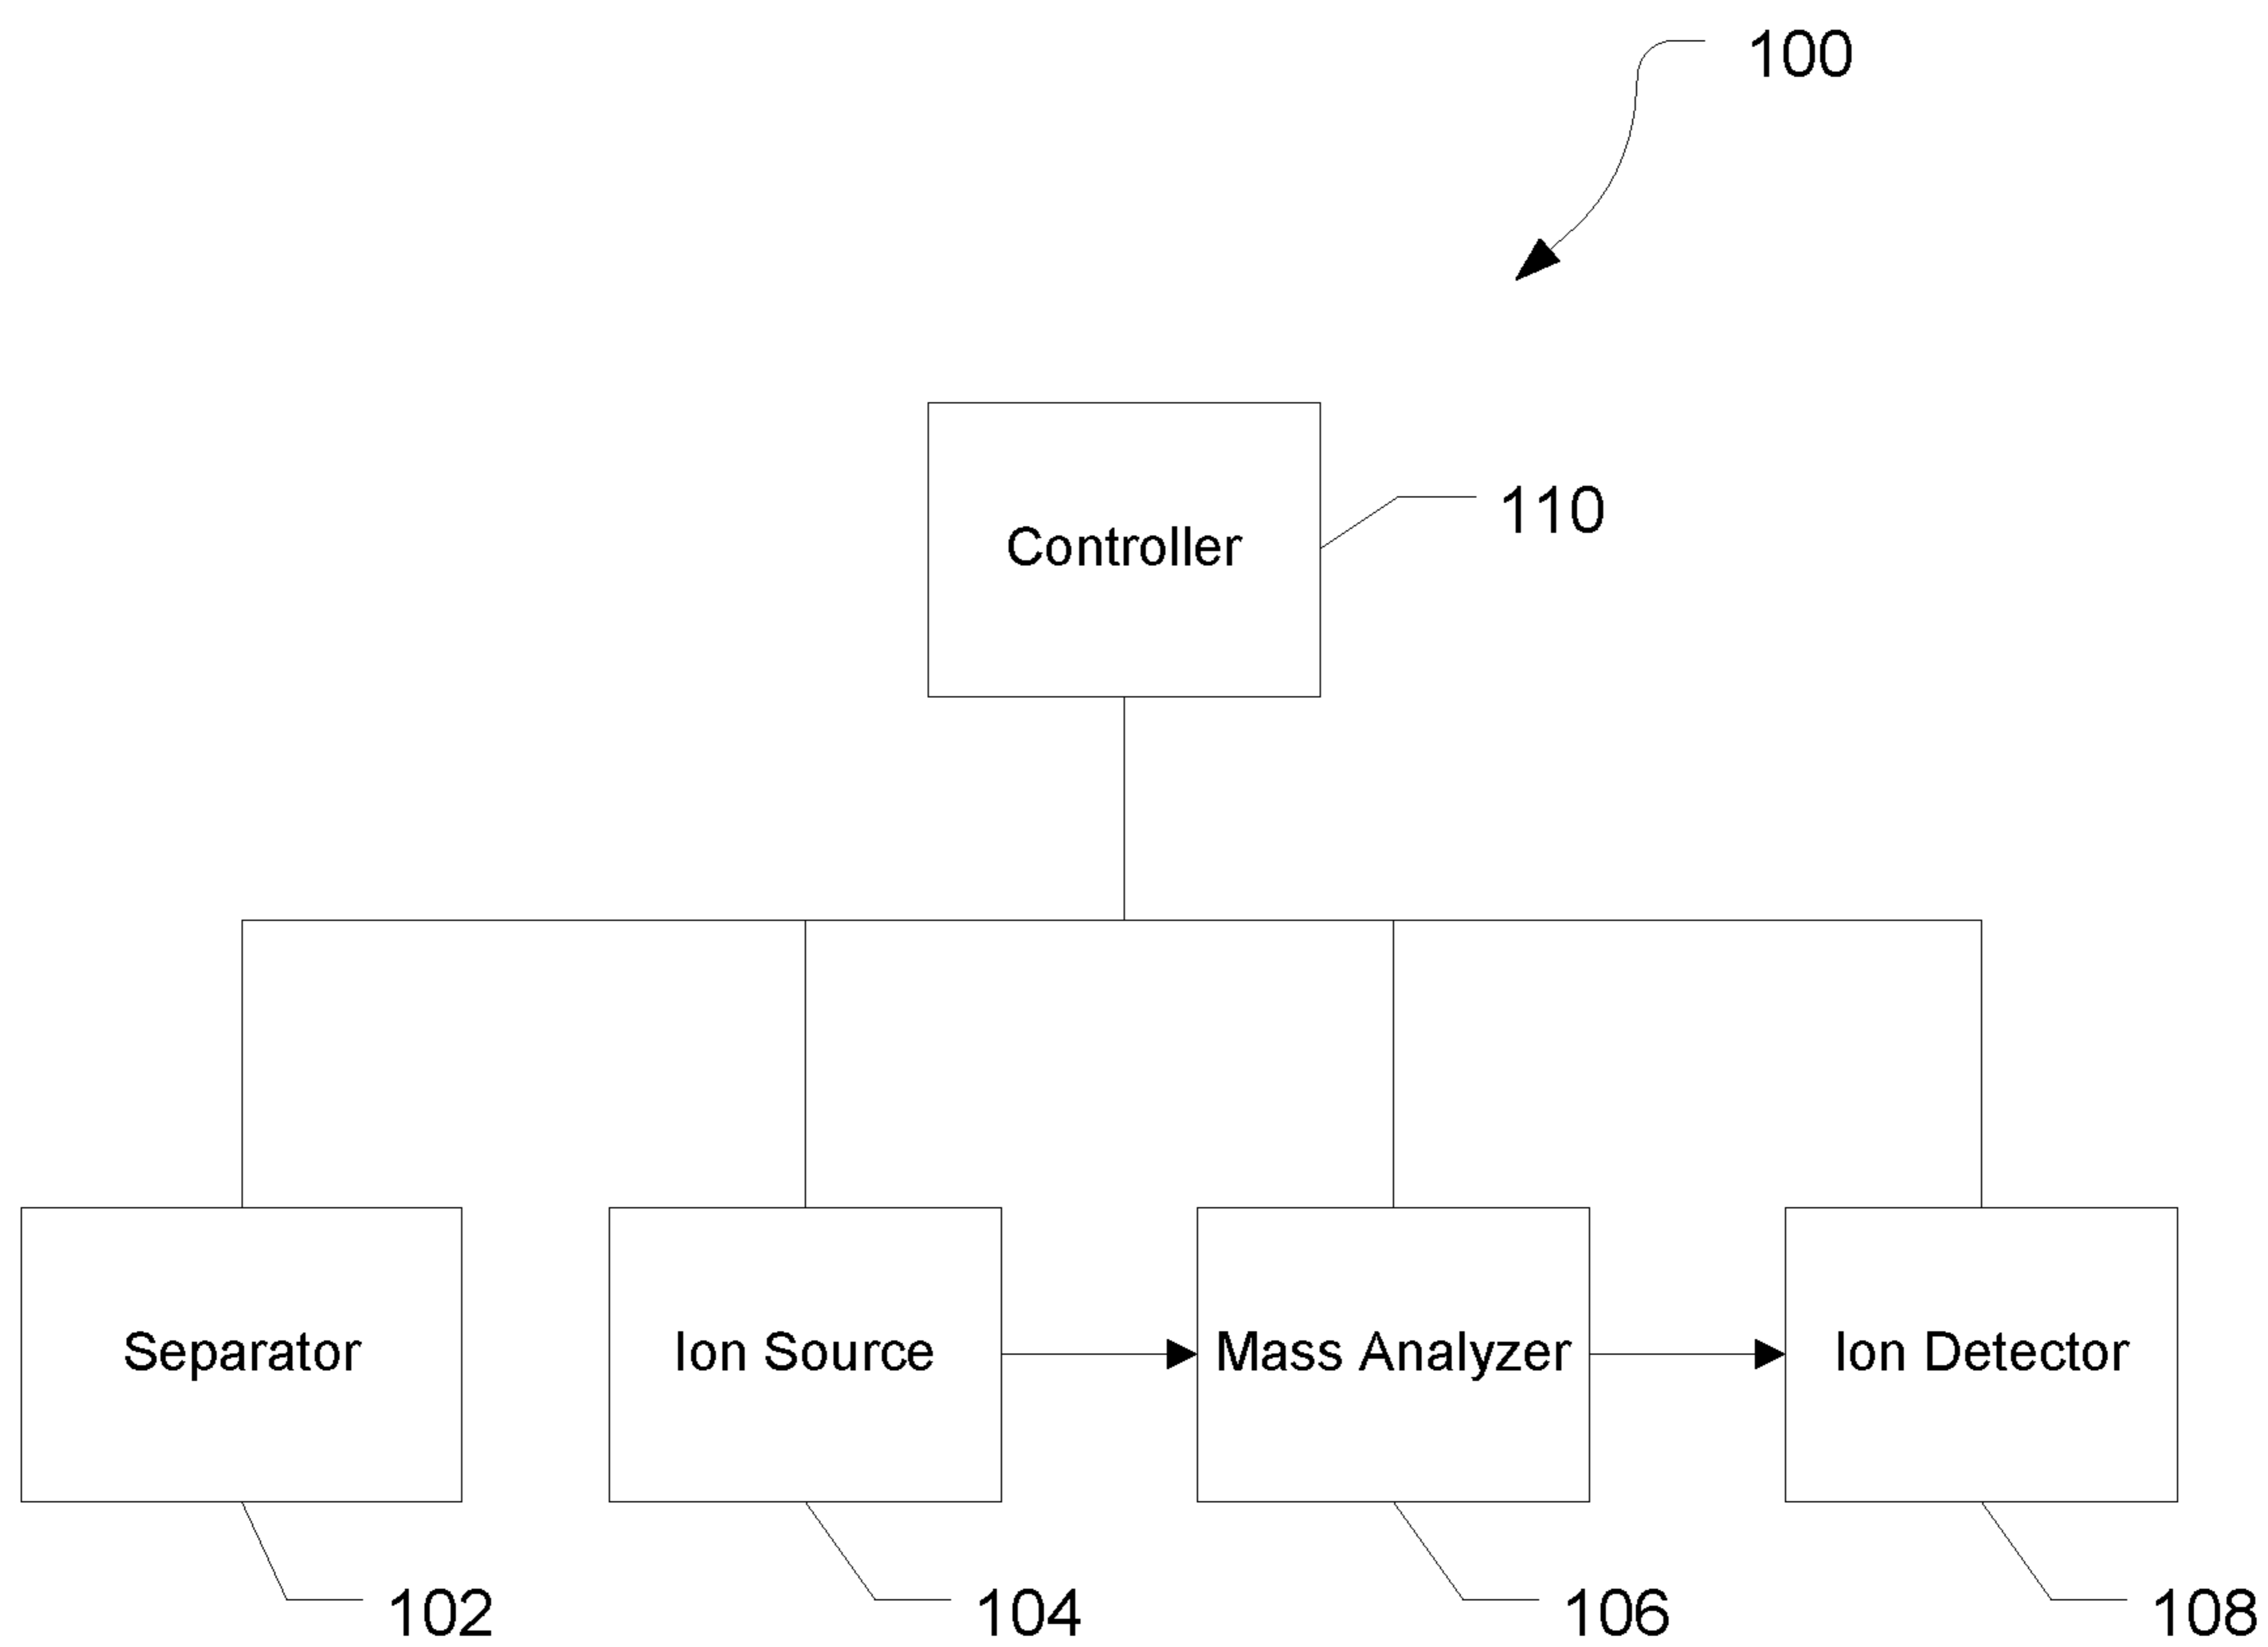 100
110
Controller
Separator
Ion Source
Mass Analyzer
Ion Detector
102
104
106
108